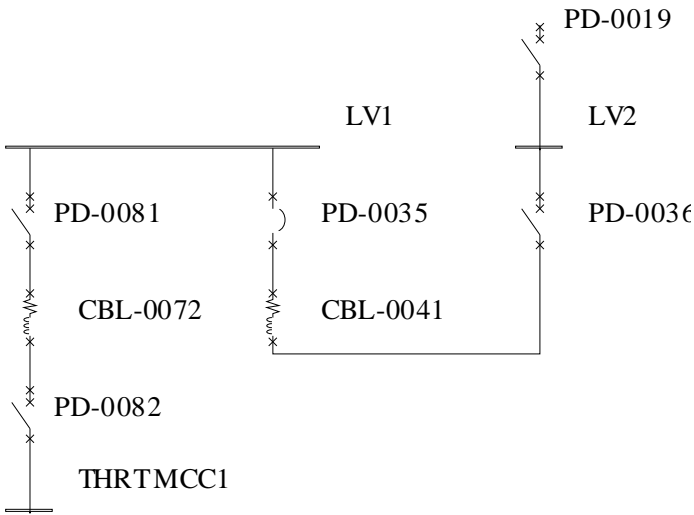 PD-0019
LV1
LV2
PD-0081
PD-0035
PD-0036
CBL-0072
CBL-0041
PD-0082
THRTMCC1